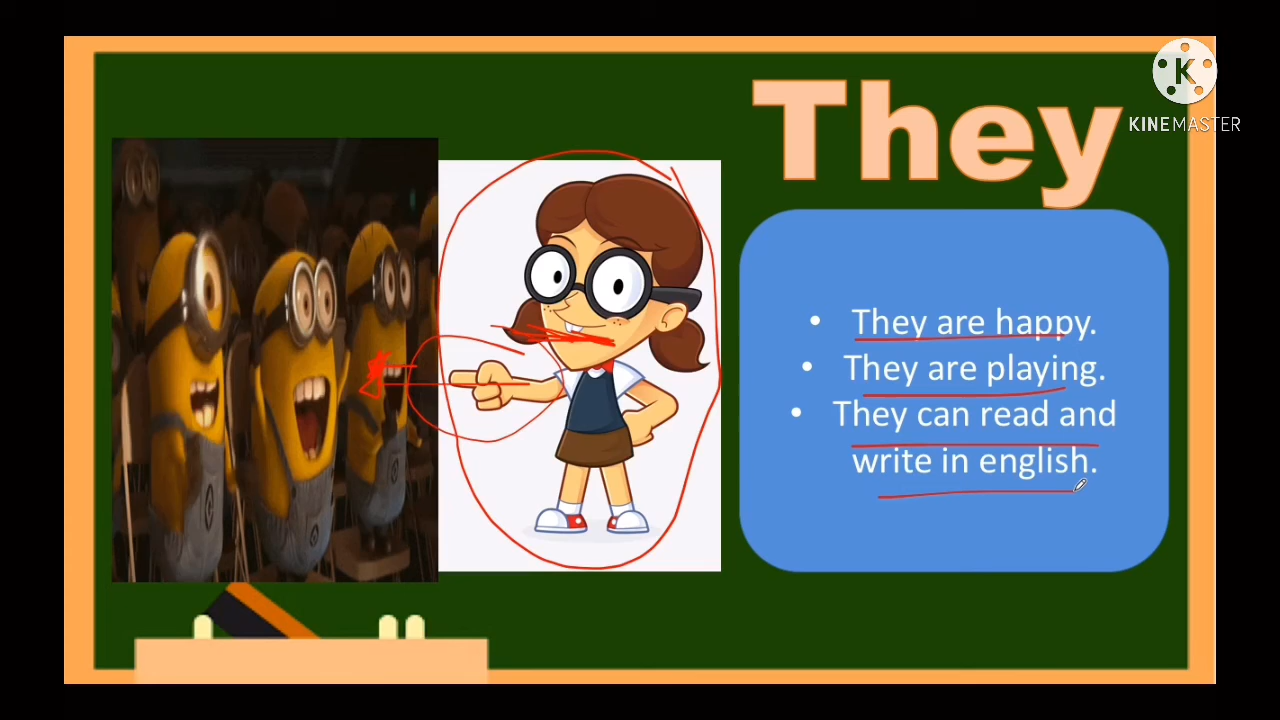 They
KINEMASTER
• They are happy.
• They are playing.
• They can read and
write in english.